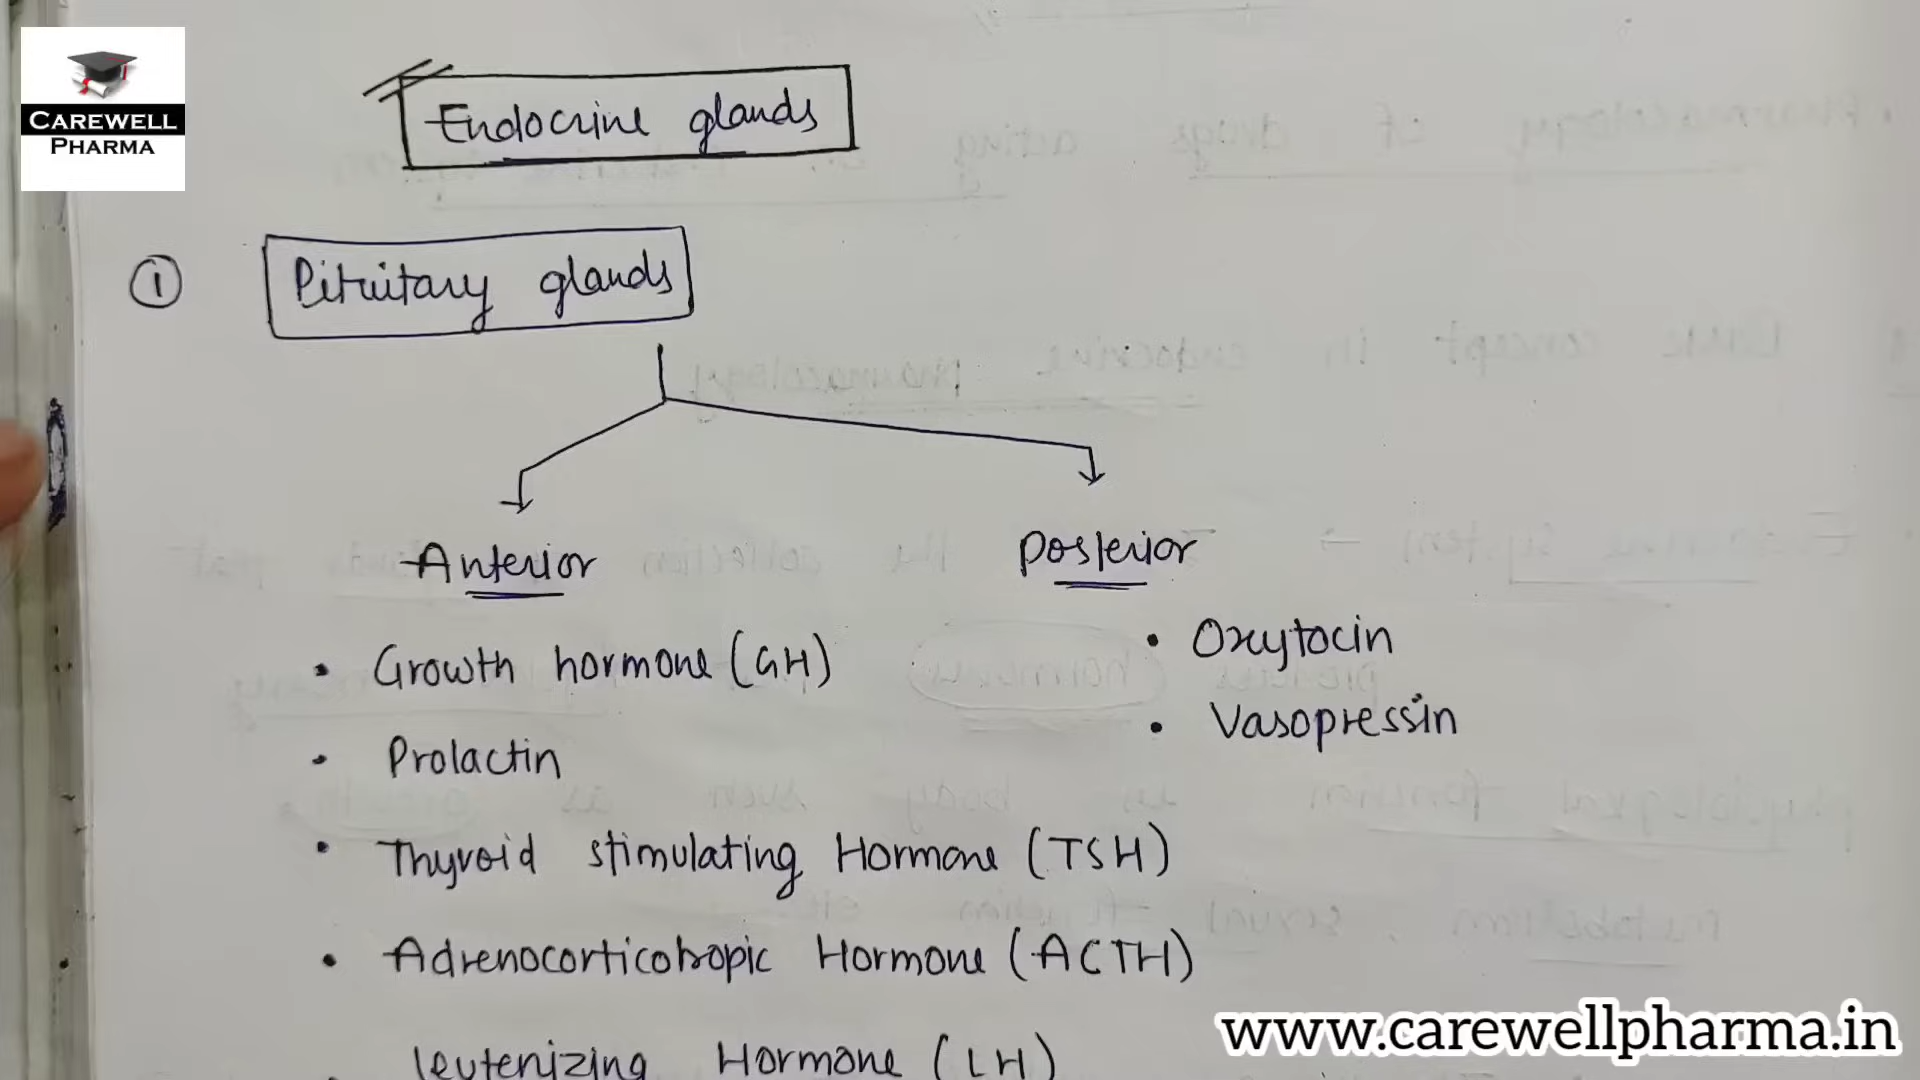 CAREWELL
PHARMA
Endocrine glands
1 Pituitary glands
Anterior
• Growth hormone (GH)
• Prolactin
• Thyroid stimulating Hormone (TSH)
• Adrenocorticotropic Hormone (ACTH)
• leutenizing Hormone (LH)
Posterior
• Oxytocin
• Vasopressin
www.carewellpharma.in